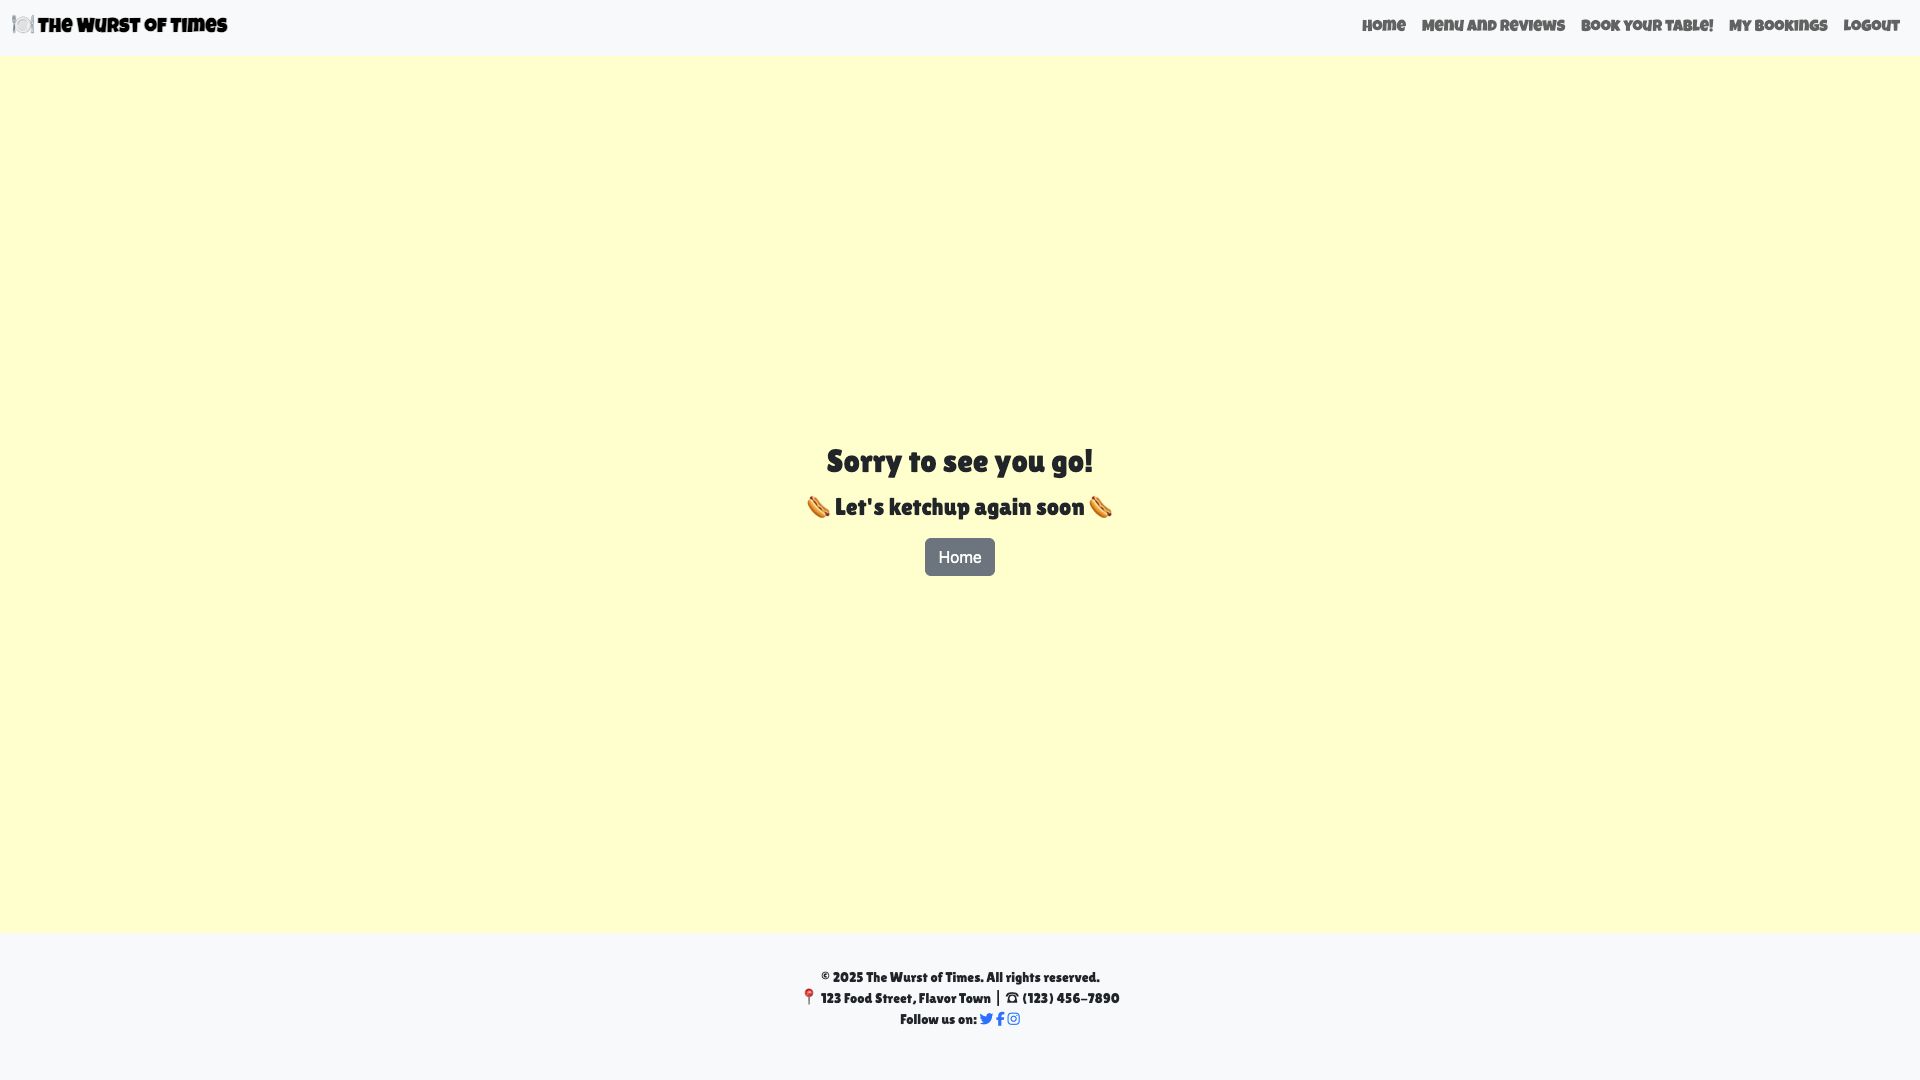 🍽️ The Wurst of Times
Home Menu and Reviews Book Your Table! My Bookings Logout
Sorry to see you go!
🌭 Let's ketchup again soon 🌭
Home
© 2025 The Wurst of Times. All rights reserved.
📍 123 Food Street, Flavor Town | ☎ (123) 456-7890
Follow us on: